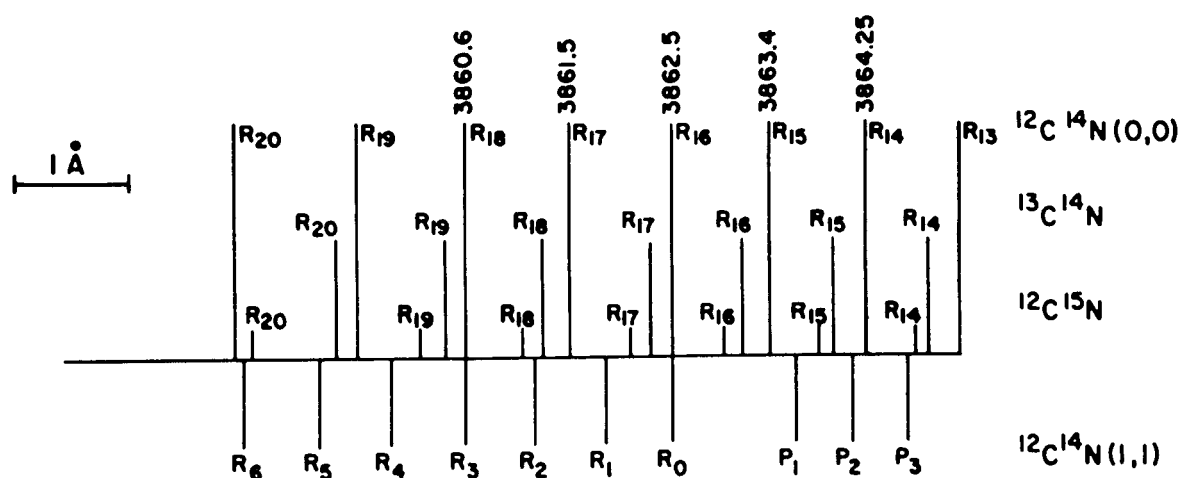 3860.6 3861.5 3862.5 3863.4 3864.25
R₂₀ R₁₉ R₁₈ R₁₇ R₁₆ R₁₅ R₁₄ R₁₃ ¹²C ¹⁴N(0,0)
1 Å
R₂₀ R₁₉ R₁₈ R₁₇ R₁₆ R₁₅ R₁₄ ¹³C¹⁴N
R₂₀ R₁₉ R₁₈ R₁₇ R₁₆ R₁₅ R₁₄ ¹²C¹⁵N
R₆ R₅ R₄ R₃ R₂ R₁ R₀ P₁ P₂ P₃ ¹²C¹⁴N(1,1)